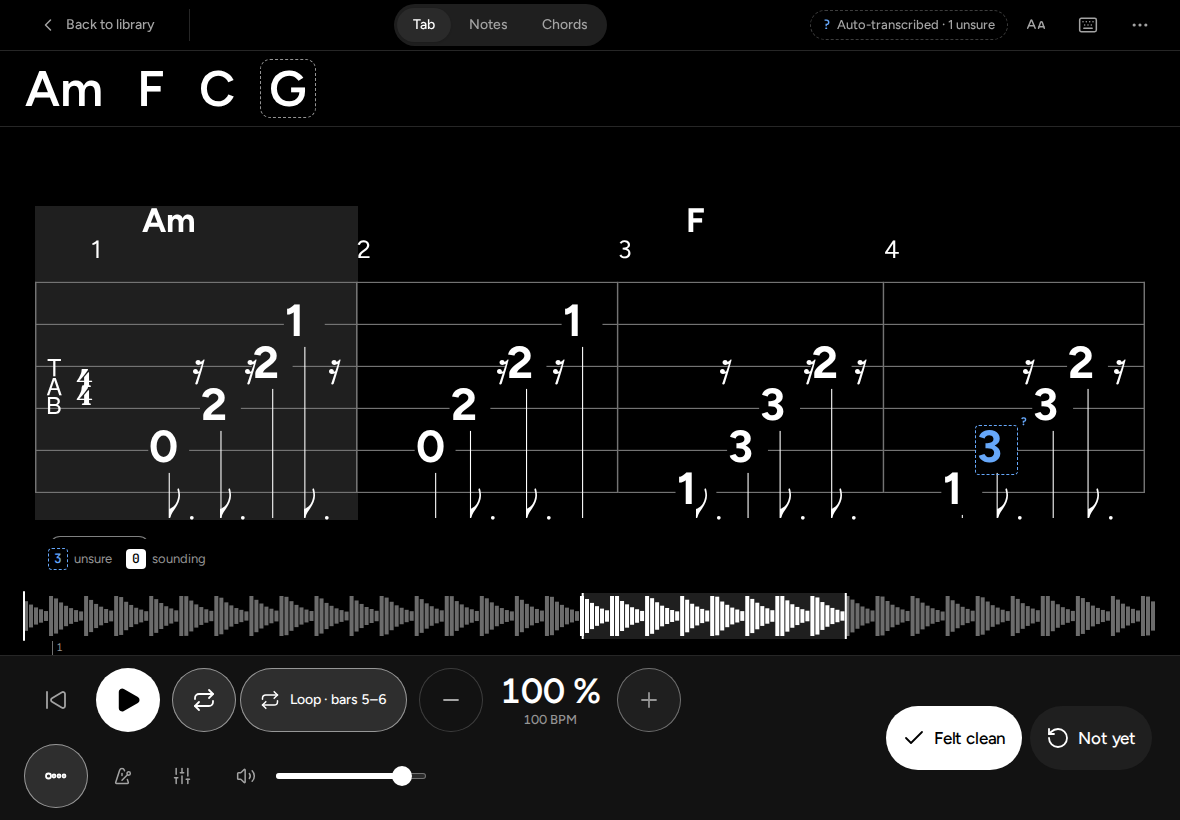 Back to library
Tab Notes Chords
? Auto-transcribed · 1 unsure
AA
Am F C G
Am F
1 2 3 4
1 1
2 2 2 2
T
A
B
4
4
2 2 3 3
0 0 3 3 ?
1 1
3 unsure 0 sounding
1
Loop · bars 5–6
100 %
100 BPM
Felt clean
Not yet